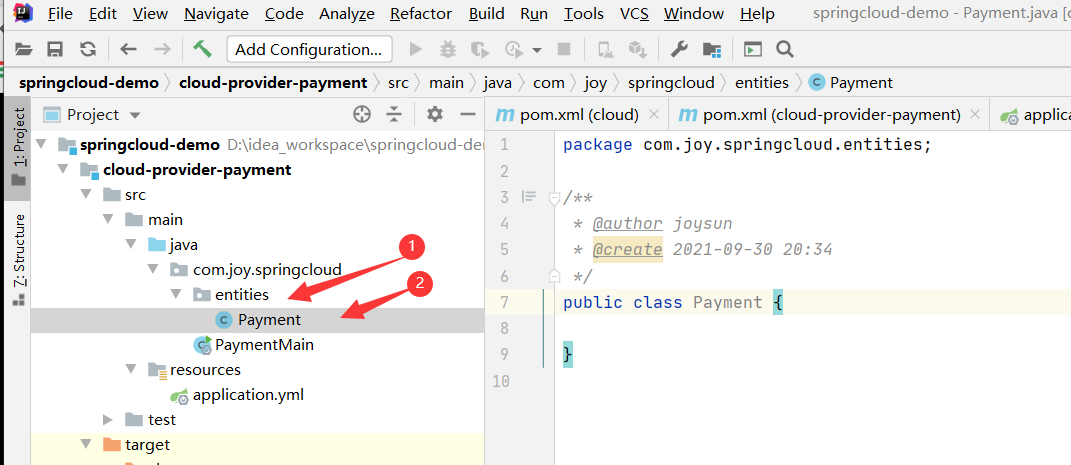 File Edit View Navigate Code Analyze Refactor Build Run Tools VCS Window Help springcloud-demo - Payment.java [c
Add Configuration...
springcloud-demo cloud-provider-payment src main java com joy springcloud entities Payment
1: Project
Z: Structure
Project
springcloud-demo D:\idea_workspace\springcloud-de
cloud-provider-payment
src
main
java
com.joy.springcloud
entities
Payment
PaymentMain
resources
application.yml
test
target
1
2
pom.xml (cloud) pom.xml (cloud-provider-payment) applica
1 package com.joy.springcloud.entities;
2
3 /**
4 * @author joysun
5 * @create 2021-09-30 20:34
6 */
7 public class Payment {
8
9 }
10